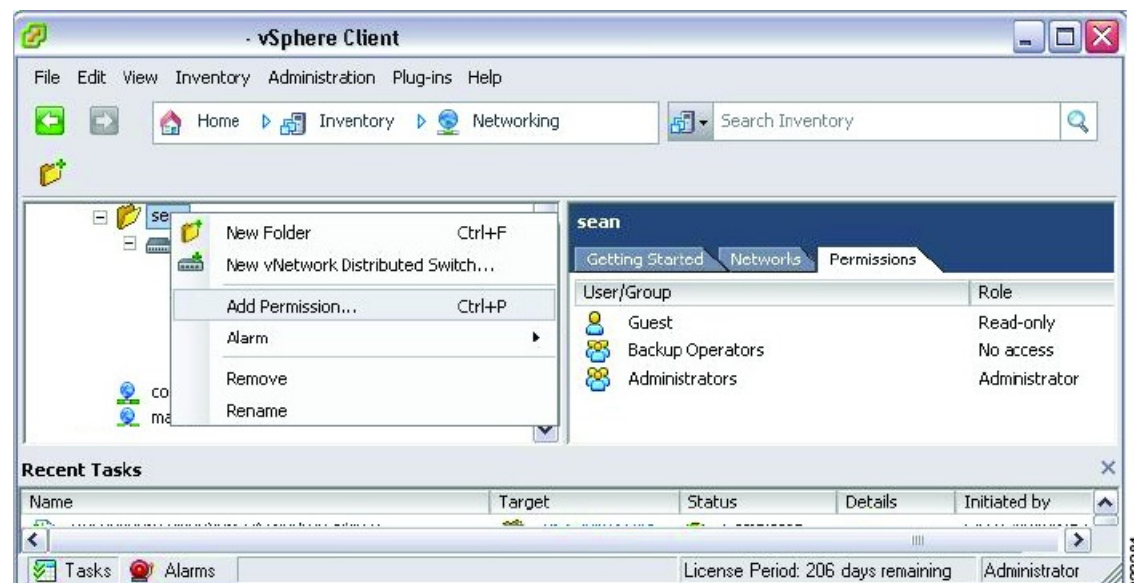 · vSphere Client
File Edit View Inventory Administration Plug-ins Help
Home Inventory Networking Search Inventory
se
New Folder Ctrl+F
New vNetwork Distributed Switch...
Add Permission... Ctrl+P
Alarm
Remove
Rename
co
ma
sean
Getting Started Networks Permissions
User/Group Role
Guest Read-only
Backup Operators No access
Administrators Administrator
Recent Tasks
Name Target Status Details Initiated by
Tasks Alarms License Period: 206 days remaining Administrator